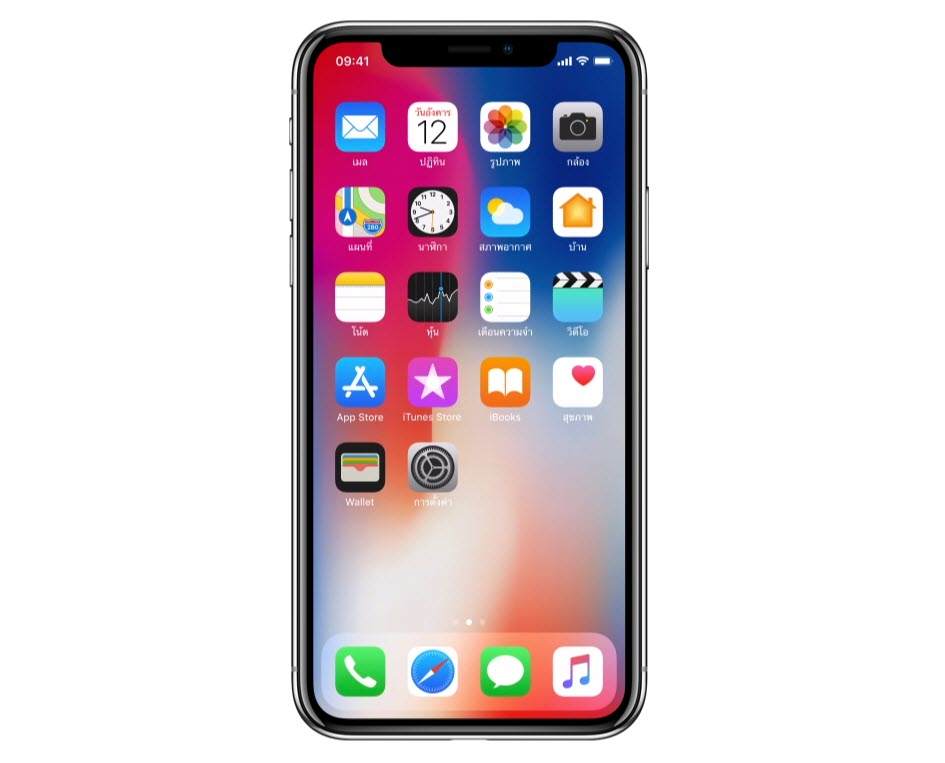 09:41
วันอังคาร
12
เมล
ปฏิทิน
รูปภาพ
กล้อง
280
แผนที่
นาฬิกา
สภาพอากาศ
บ้าน
โน้ต
หุ้น
เตือนความจำ
วิดีโอ
App Store
iTunes Store
iBooks
สุขภาพ
Wallet
การตั้งค่า